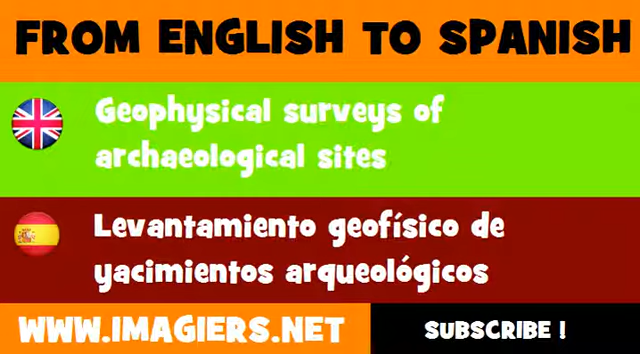 FROM ENGLISH TO SPANISH
Geophysical surveys of
archaeological sites
Levantamiento geofísico de
yacimientos arqueológicos
WWW.IMAGIERS.NET
SUBSCRIBE !